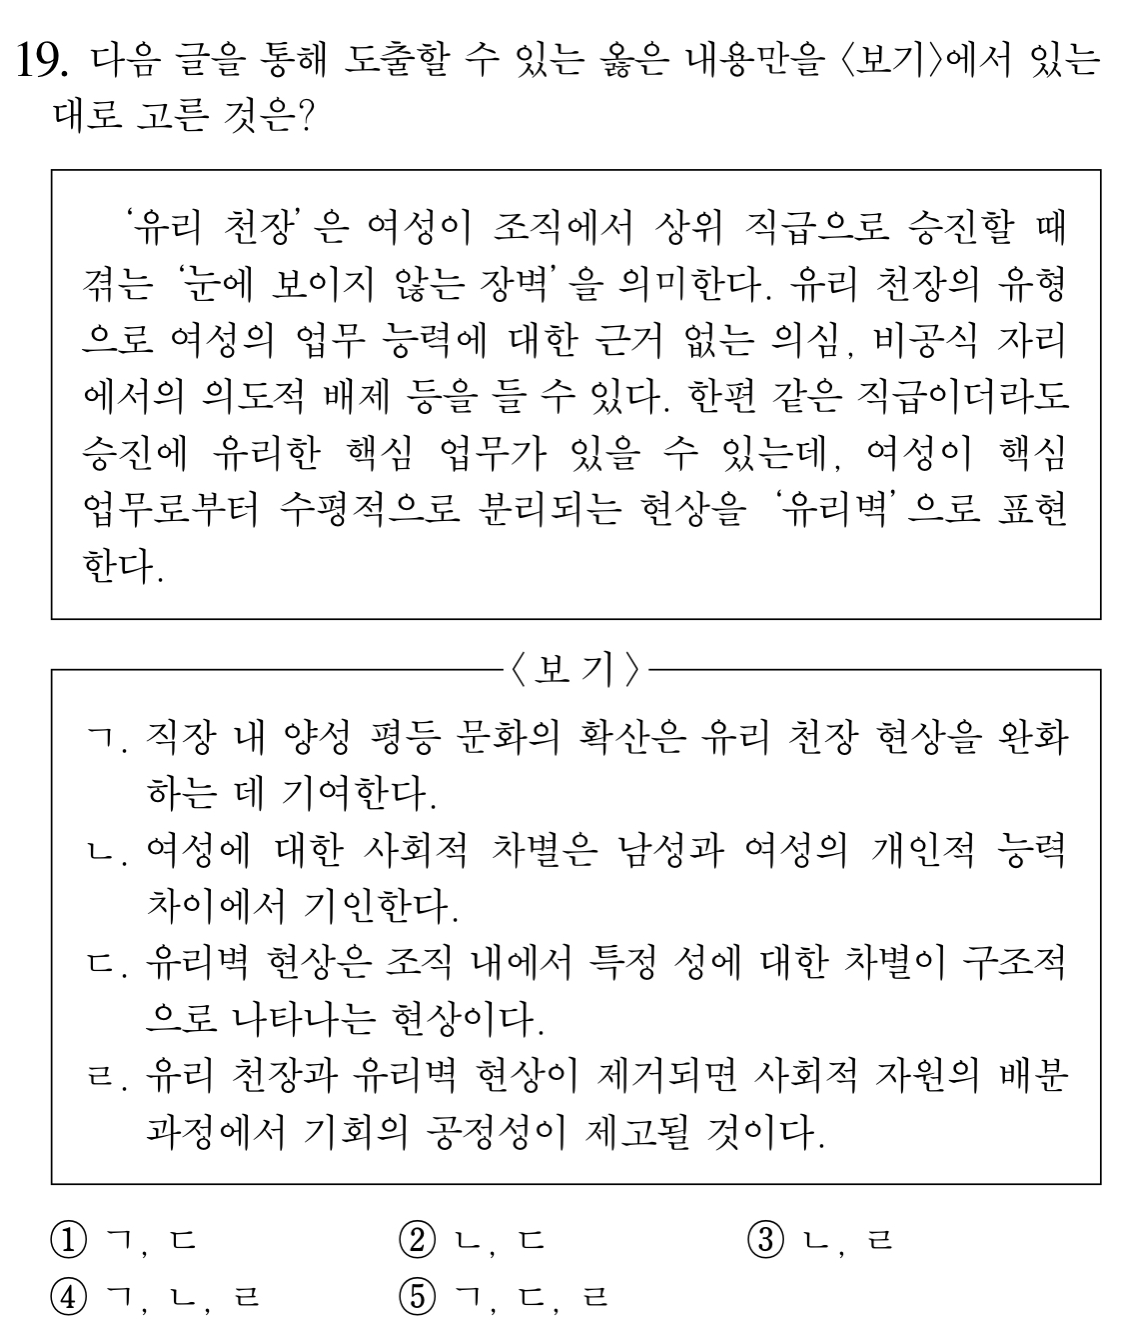 19. 다음 글을 통해 도출할 수 있는 옳은 내용만을 〈보기〉에서 있는
대로 고른 것은?
‘유리 천장’은 여성이 조직에서 상위 직급으로 승진할 때
겪는 ‘눈에 보이지 않는 장벽’을 의미한다. 유리 천장의 유형
으로 여성의 업무 능력에 대한 근거 없는 의심, 비공식 자리
에서의 의도적 배제 등을 들 수 있다. 한편 같은 직급이더라도
승진에 유리한 핵심 업무가 있을 수 있는데, 여성이 핵심
업무로부터 수평적으로 분리되는 현상을 ‘유리벽’으로 표현
한다.
〈보기〉
ㄱ. 직장 내 양성 평등 문화의 확산은 유리 천장 현상을 완화
하는 데 기여한다.
ㄴ. 여성에 대한 사회적 차별은 남성과 여성의 개인적 능력
차이에서 기인한다.
ㄷ. 유리벽 현상은 조직 내에서 특정 성에 대한 차별이 구조적
으로 나타나는 현상이다.
ㄹ. 유리 천장과 유리벽 현상이 제거되면 사회적 자원의 배분
과정에서 기회의 공정성이 제고될 것이다.
① ㄱ, ㄷ ② ㄴ, ㄷ ③ ㄴ, ㄹ
④ ㄱ, ㄴ, ㄹ ⑤ ㄱ, ㄷ, ㄹ